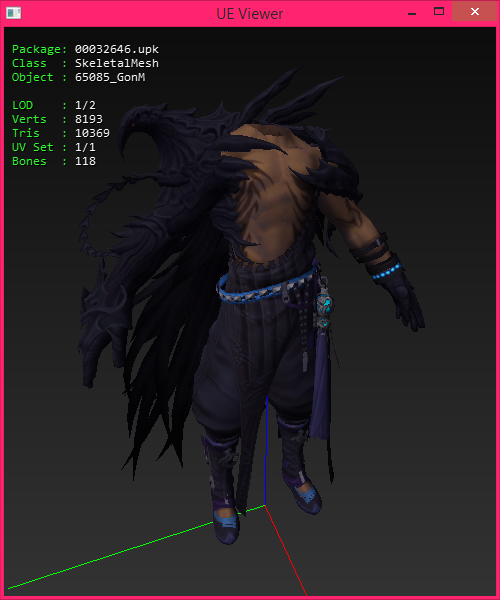 UE Viewer
Package: 00032646.upk
Class : SkeletalMesh
Object : 65085_GonM
LOD : 1/2
Verts : 8193
Tris : 10369
UV Set : 1/1
Bones : 118